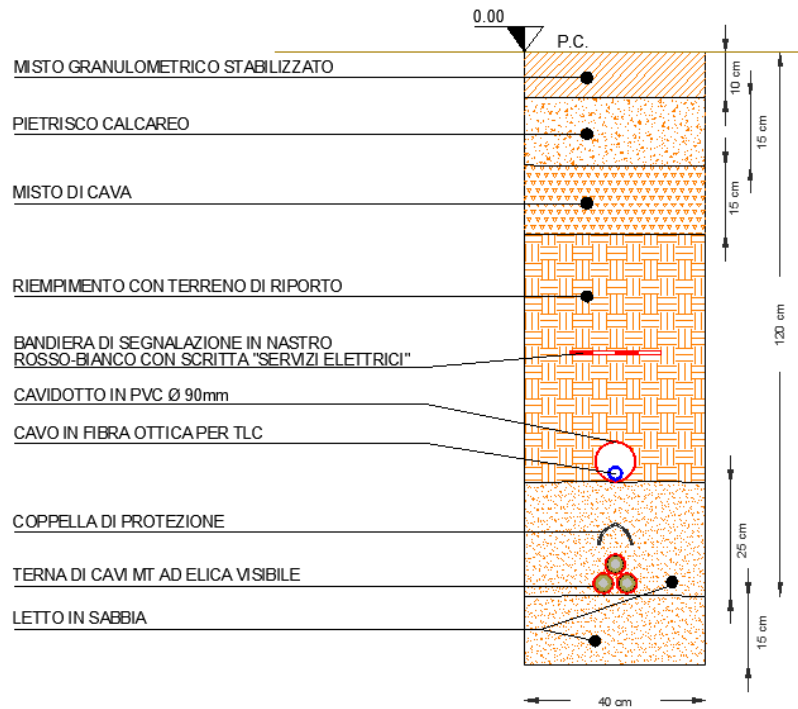 0.00
P.C.
MISTO GRANULOMETRICO STABILIZZATO
10 cm
PIETRISCO CALCAREO
15 cm
MISTO DI CAVA
15 cm
RIEMPIMENTO CON TERRENO DI RIPORTO
120 cm
BANDIERA DI SEGNALAZIONE IN NASTRO
ROSSO-BIANCO CON SCRITTA "SERVIZI ELETTRICI"
CAVIDOTTO IN PVC Ø 90mm
CAVO IN FIBRA OTTICA PER TLC
COPPELLA DI PROTEZIONE
25 cm
TERNA DI CAVI MT AD ELICA VISIBILE
LETTO IN SABBIA
15 cm
40 cm